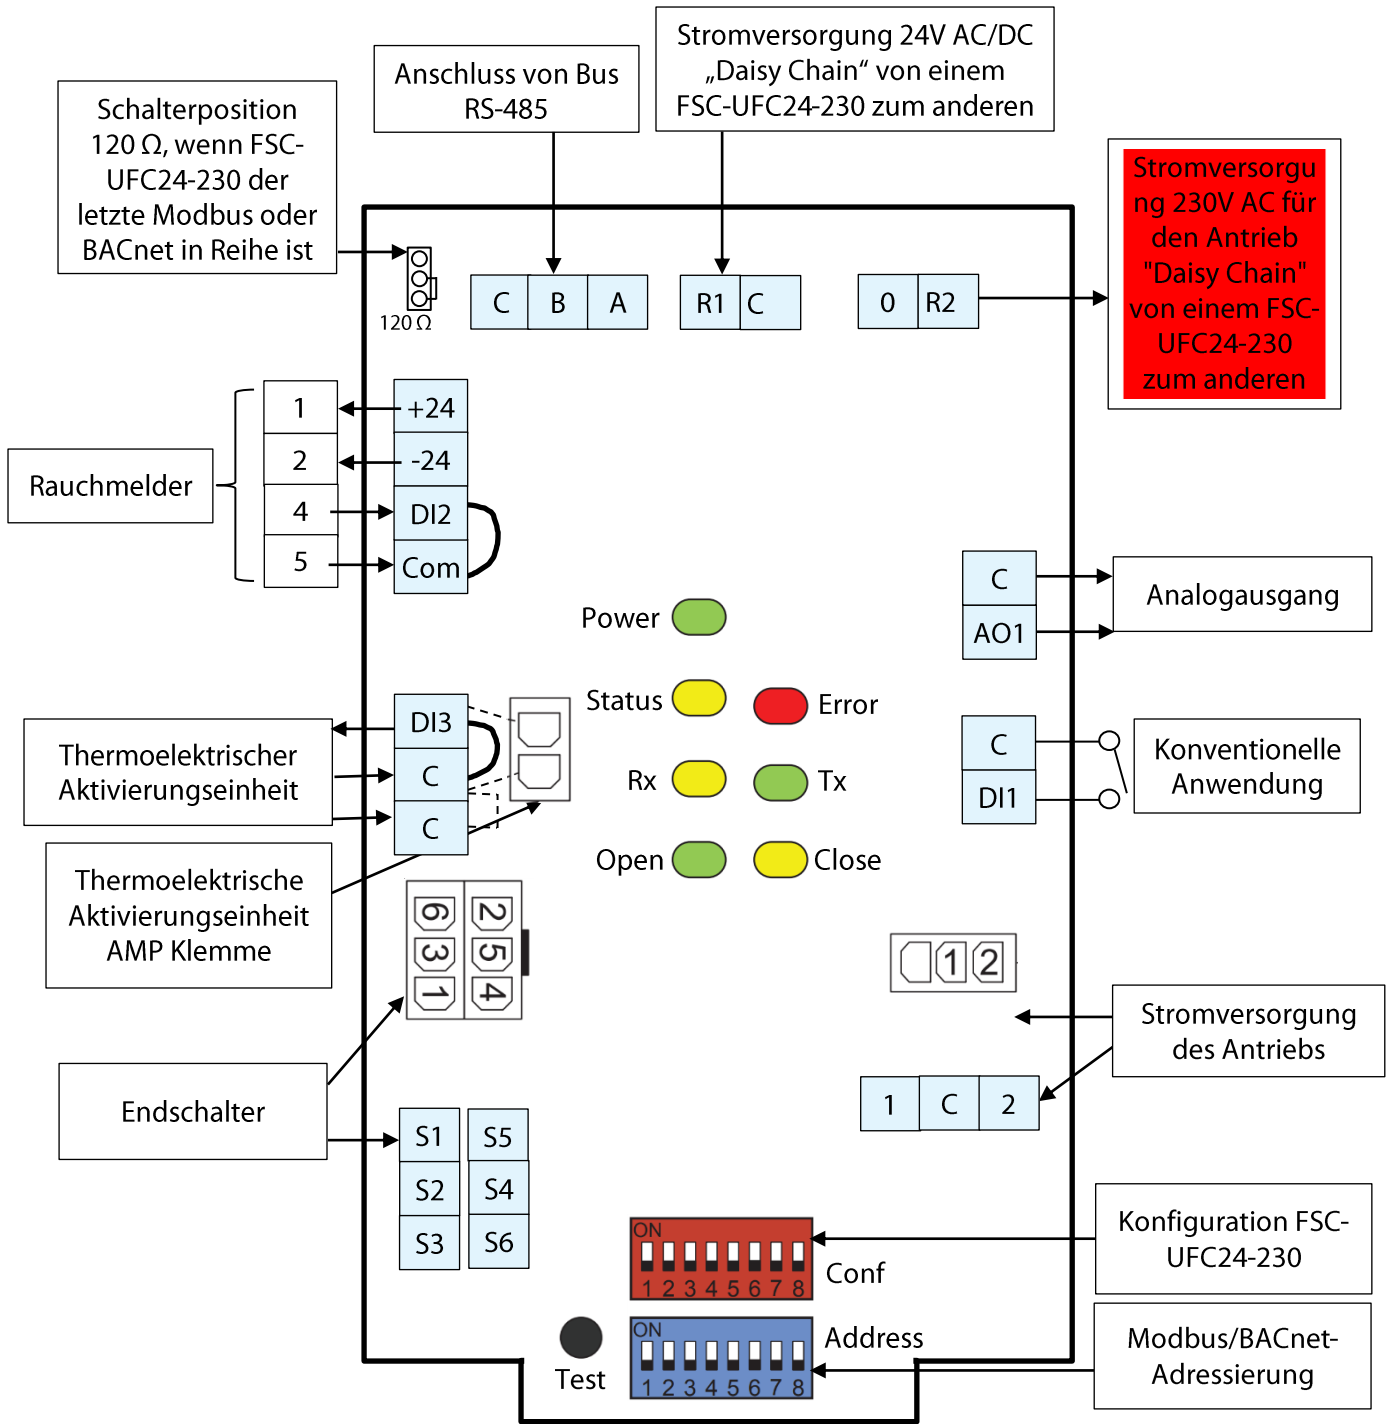 Stromversorgung 24V AC/DC
„Daisy Chain“ von einem
FSC-UFC24-230 zum anderen
Anschluss von Bus
RS-485
Schalterposition
120 Ω, wenn FSC-
UFC24-230 der
letzte Modbus oder
BACnet in Reihe ist
Stromversorgu
ng 230V AC für
den Antrieb
"Daisy Chain"
von einem FSC-
UFC24-230
zum anderen
120 Ω
C B A
R1 C
0 R2
1 +24
2 -24
4 DI2
5 Com
Rauchmelder
Power
Status
Error
Rx
Tx
Open
Close
C
AO1
Analogausgang
C
DI1
Konventionelle
Anwendung
DI3
C
C
Thermoelektrischer
Aktivierungseinheit
Thermoelektrische
Aktivierungseinheit
AMP Klemme
6 2
3 5
1 4
1 2
Stromversorgung
des Antriebs
1 C 2
Endschalter
S1 S5
S2 S4
S3 S6
ON
1 2 3 4 5 6 7 8
Conf
Konfiguration FSC-
UFC24-230
ON
1 2 3 4 5 6 7 8
Address
Modbus/BACnet-
Adressierung
Test